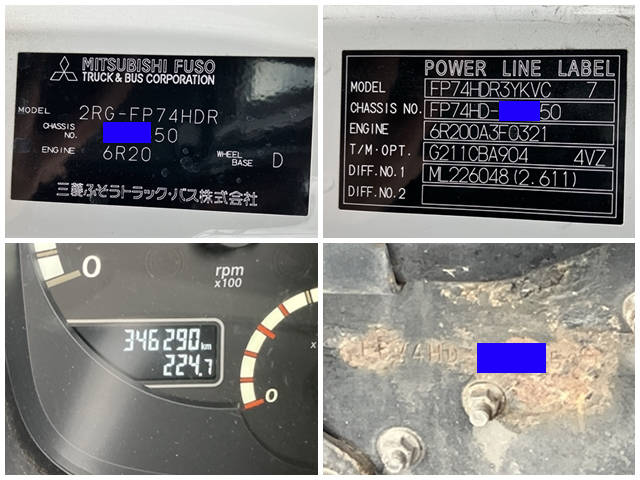 MITSUBISHI FUSO
TRUCK & BUS CORPORATION
MODEL 2RG-FP74HDR
CHASSIS NO. 50
ENGINE 6R20 WHEEL BASE D
三菱ふそうトラック・バス株式会社
POWER LINE LABEL
MODEL FP74HDR3YKVC 7
CHASSIS NO. FP74HD- 50
ENGINE 6R200A3F0321
T/M.OPT. G211CBA904 4VZ
DIFF.NO.1 ML226048(2.611)
DIFF.NO.2
0
rpm
x100
346290 km
224.7
0